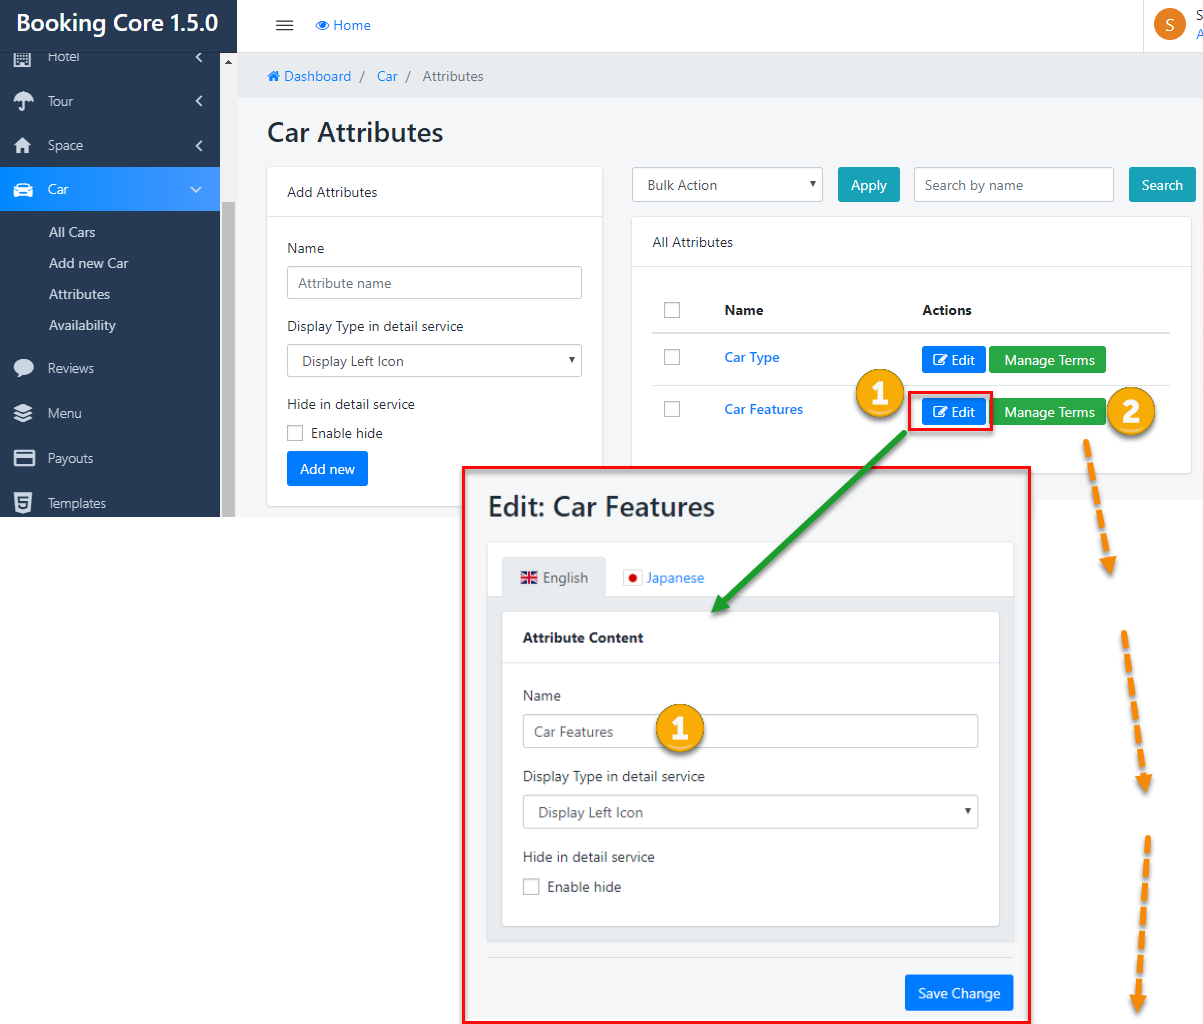 Booking Core 1.5.0
Home
S
S
A
Hotel
Tour
Space
Car
All Cars
Add new Car
Attributes
Availability
Reviews
Menu
Payouts
Templates
Dashboard / Car / Attributes
Car Attributes
Add Attributes
Name
Attribute name
Display Type in detail service
Display Left Icon
Hide in detail service
Enable hide
Add new
Bulk Action
Apply
Search by name
Search
All Attributes
Name Actions
Car Type Edit Manage Terms
1
Car Features Edit Manage Terms 2
Edit: Car Features
English Japanese
Attribute Content
Name
Car Features 1
Display Type in detail service
Display Left Icon
Hide in detail service
Enable hide
Save Change